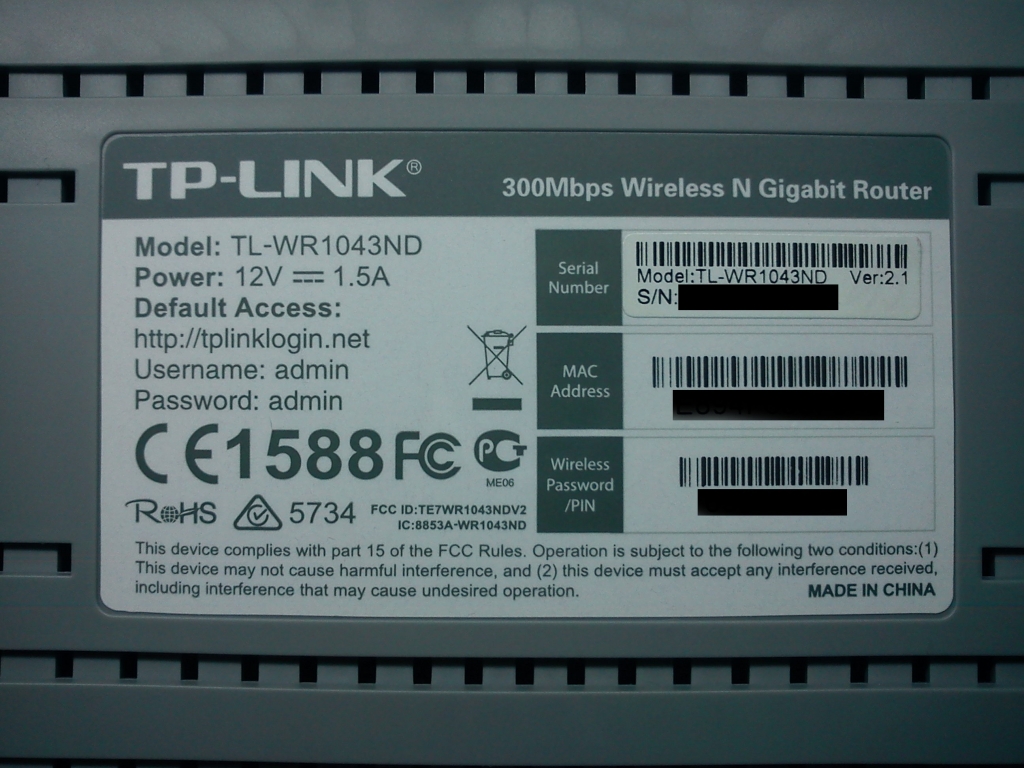 TP-LINK®
300Mbps Wireless N Gigabit Router
Model: TL-WR1043ND
Power: 12V 1.5A
Default Access:
http://tplinklogin.net
Username: admin
Password: admin
CE1588 FC PCT
ME06
RoHS 5734
FCC ID:TE7WR1043NDV2
IC:8853A-WR1043ND
Serial
Number
Model:TL-WR1043ND Ver:2.1
S/N:
MAC
Address
Wireless
Password
/PIN
This device complies with part 15 of the FCC Rules. Operation is subject to the following two conditions:(1)
This device may not cause harmful interference, and (2) this device must accept any interference received,
including interference that may cause undesired operation.
MADE IN CHINA